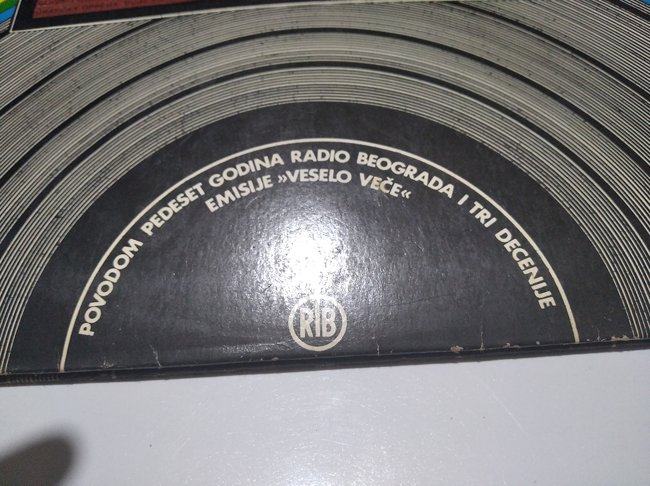 POVODOM PEDESET GODINA RADIO BEOGRADA I TRI DECENIJE
EMISIJE »VESELO VEČE«
RTB